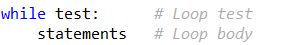 while test:        # Loop test
    statements   # Loop body